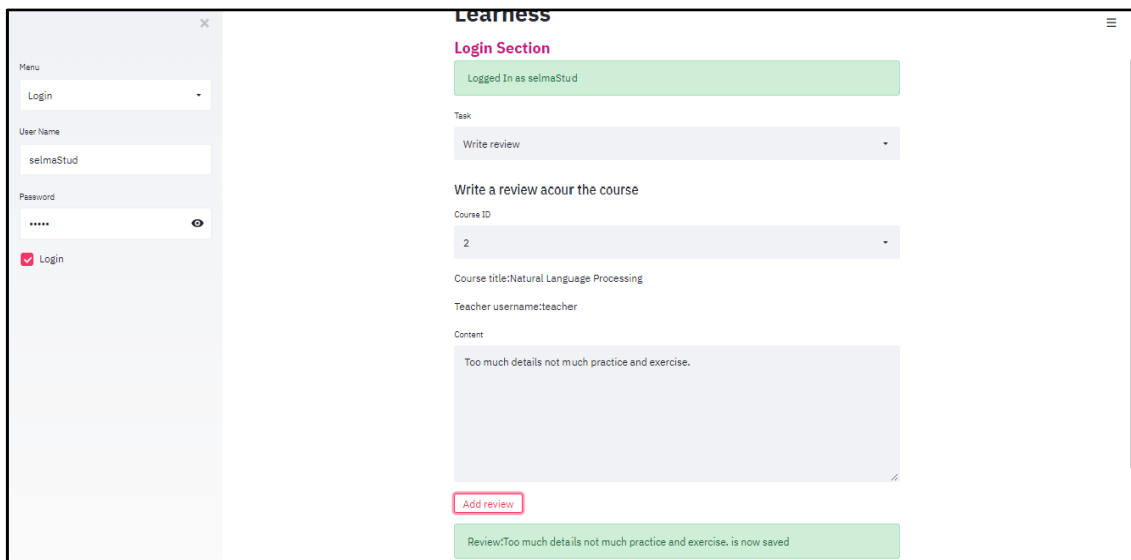 Menu
Login
User Name
selmaStud
Password
•••••
Login
Learness
Login Section
Logged In as selmaStud
Task
Write review
Write a review acour the course
Course ID
2
Course title:Natural Language Processing
Teacher username:teacher
Content
Too much details not much practice and exercise.
Add review
Review:Too much details not much practice and exercise. is now saved